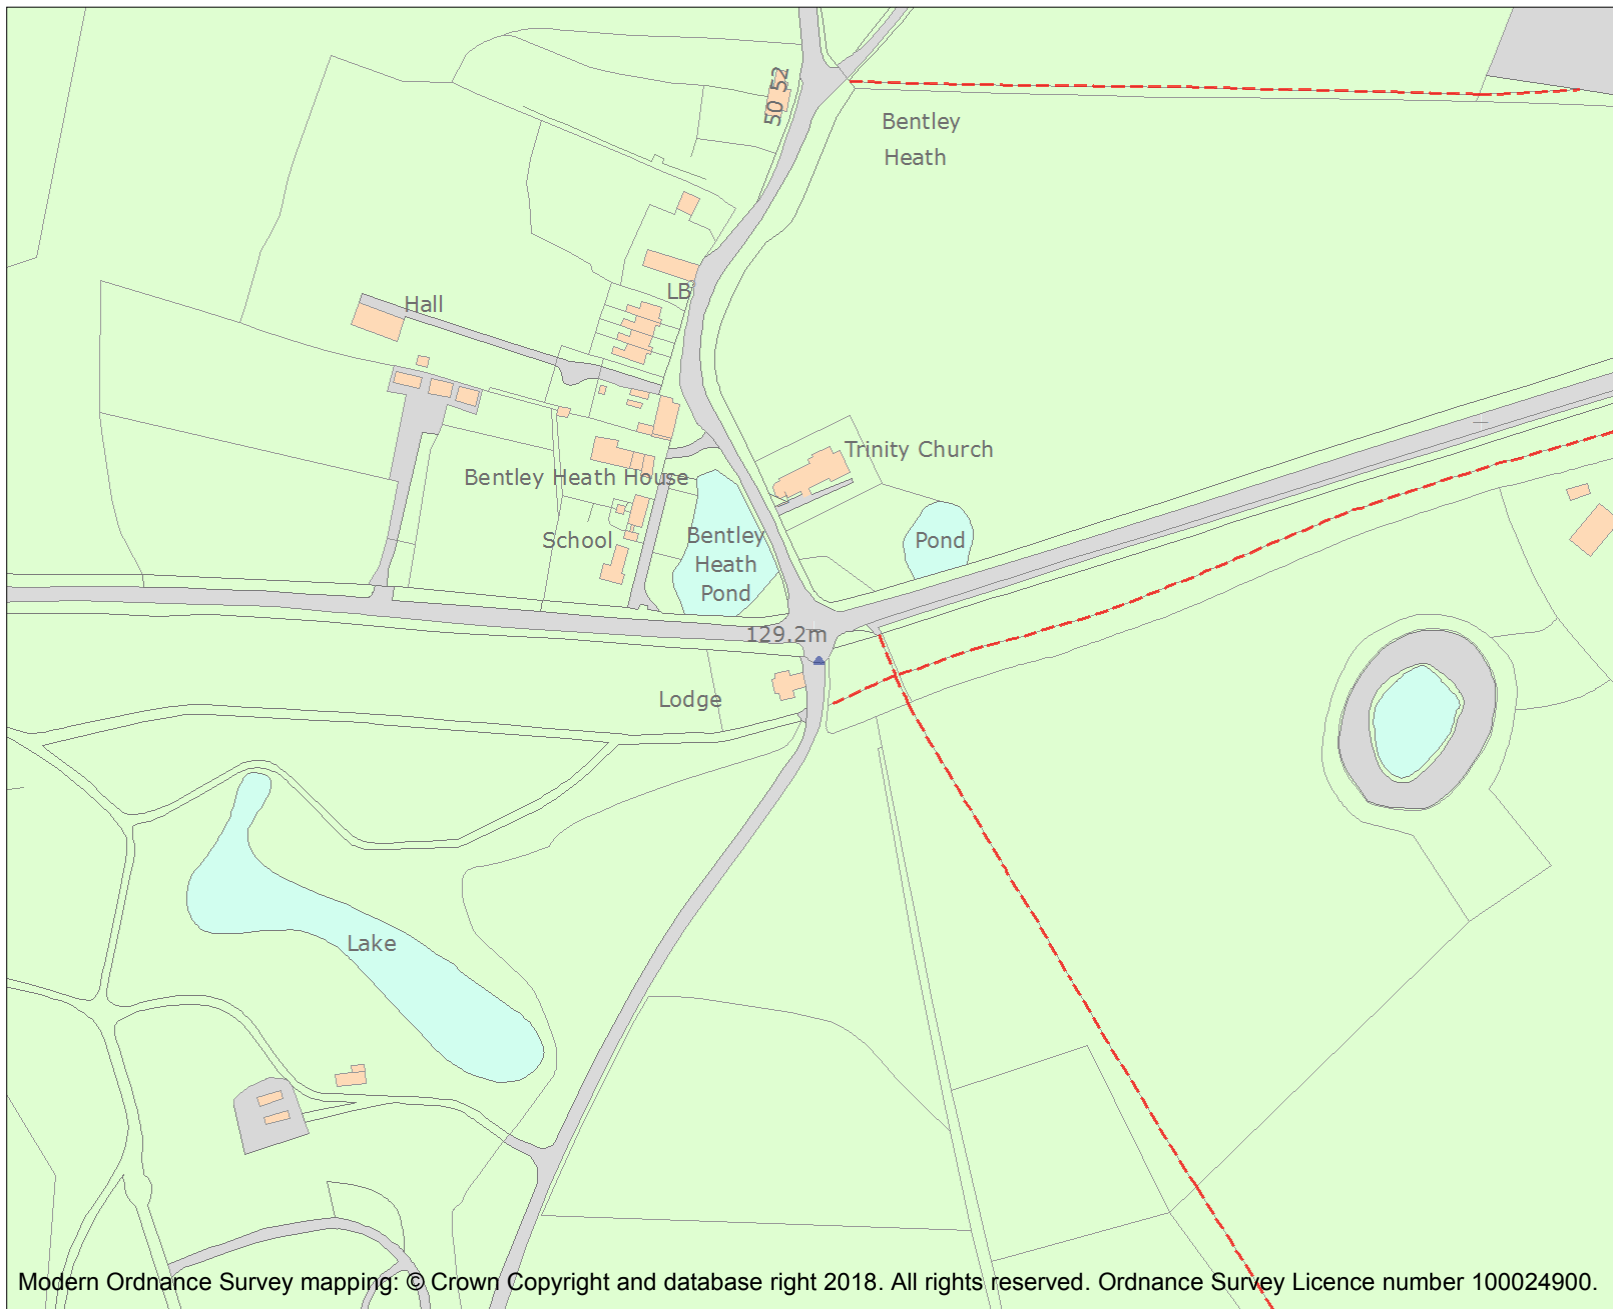 50 52
Bentley
Heath
LB
Hall
Trinity Church
Bentley Heath House
School
Bentley
Heath
Pond
Pond
129.2m
Lodge
Lake
Modern Ordnance Survey mapping: © Crown Copyright and database right 2018. All rights reserved. Ordnance Survey Licence number 100024900.